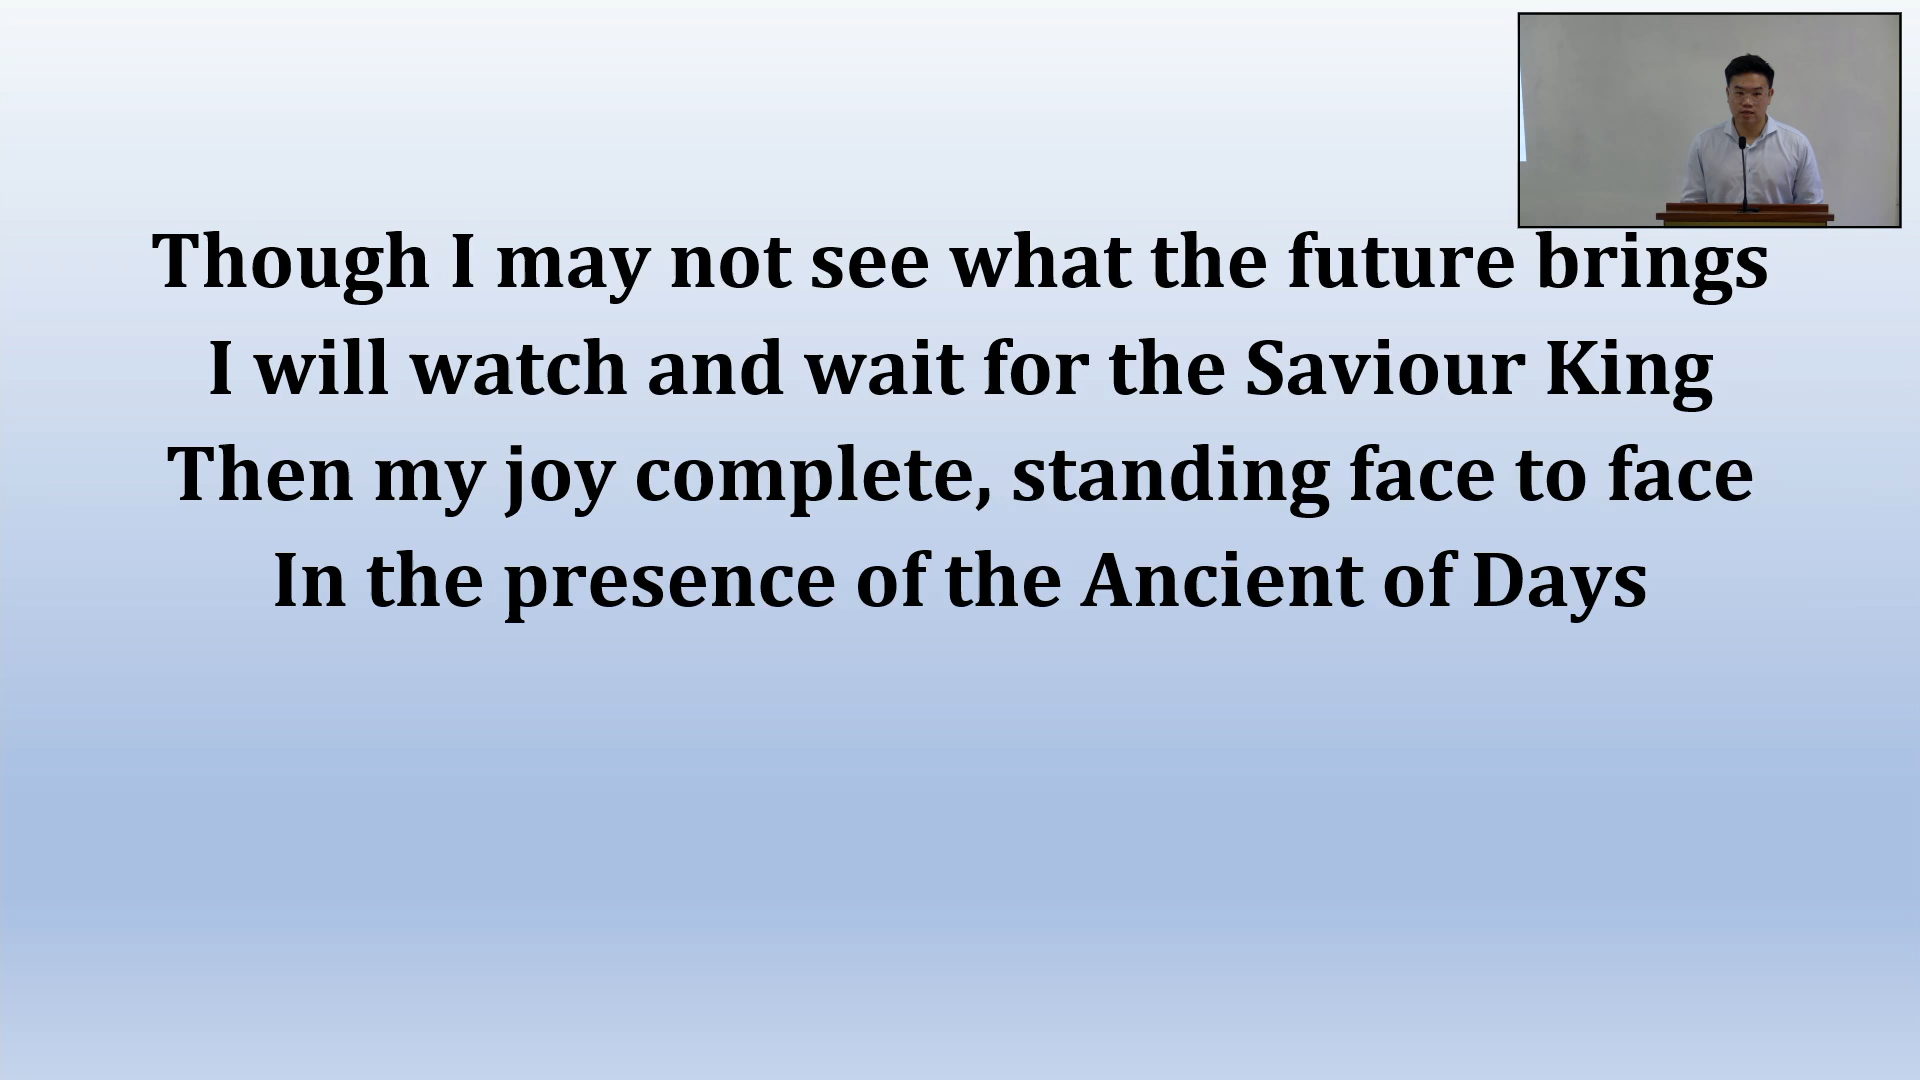 Though I may not see what the future brings
I will watch and wait for the Saviour King
Then my joy complete, standing face to face
In the presence of the Ancient of Days